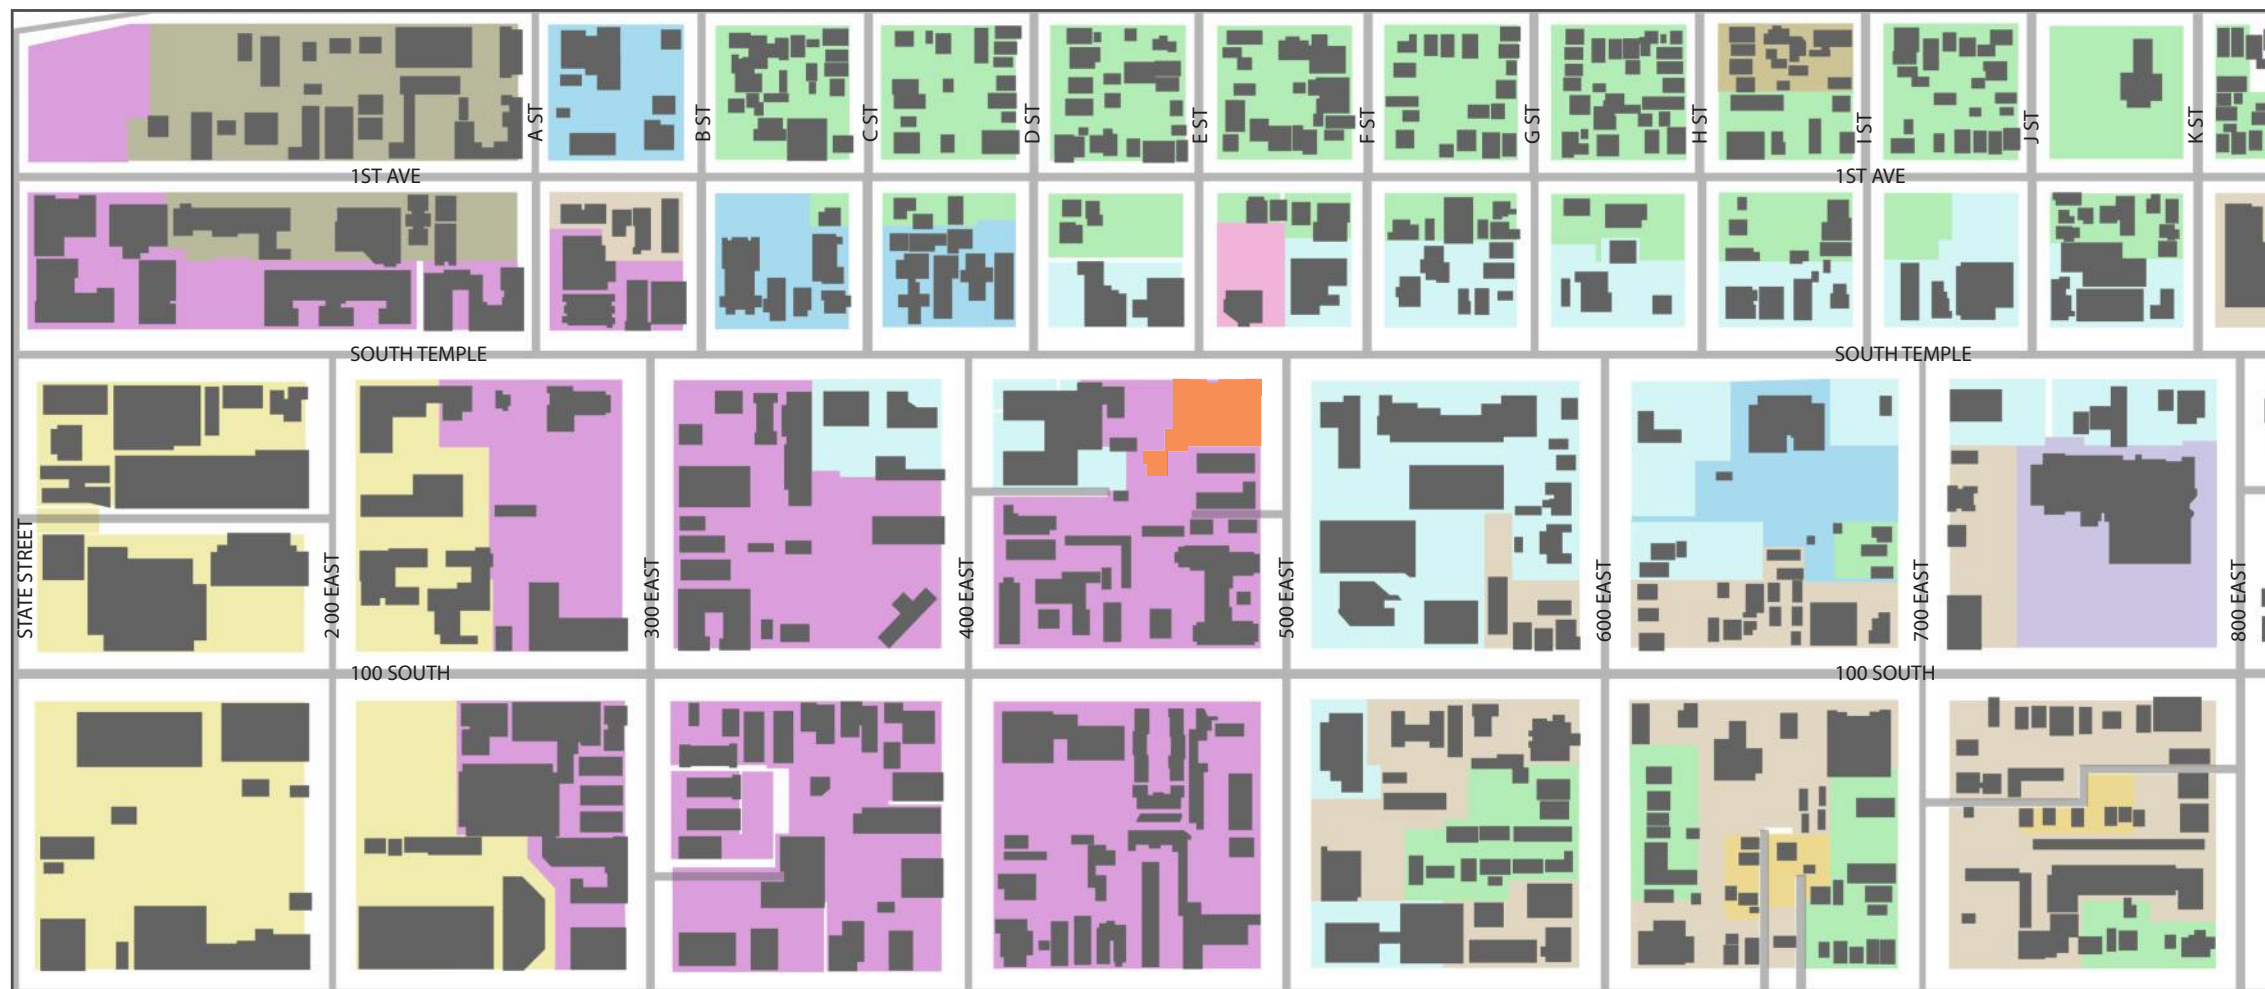 A ST
B ST
C ST
D ST
E ST
F ST
G ST
H ST
I ST
J ST
K ST
1ST AVE
1ST AVE
SOUTH TEMPLE
SOUTH TEMPLE
STATE STREET
2 00 EAST
300 EAST
400 EAST
500 EAST
600 EAST
700 EAST
800 EAST
100 SOUTH
100 SOUTH